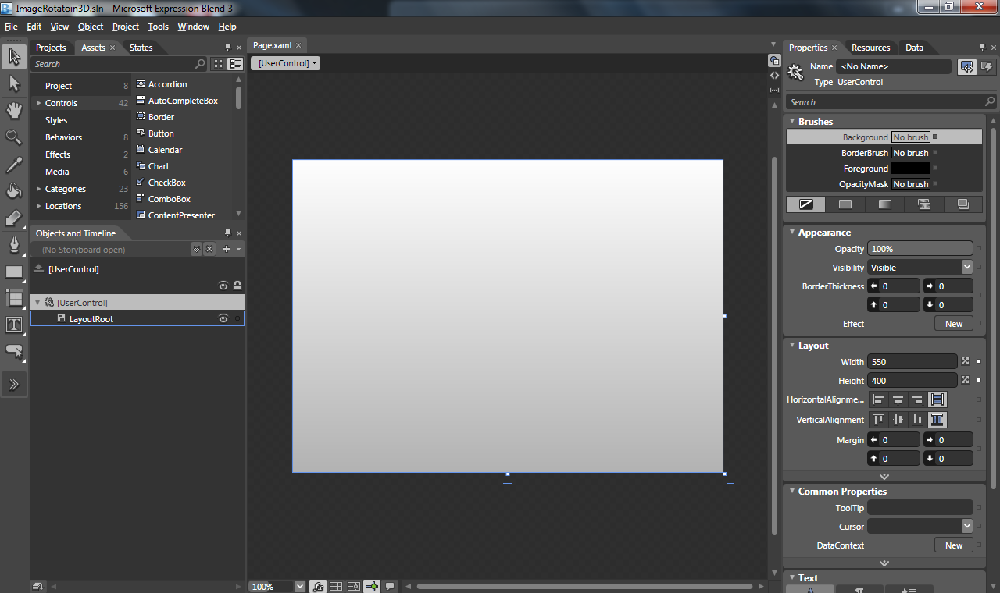 ImageRotatoin3D.sln - Microsoft Expression Blend 3
File Edit View Object Project Tools Window Help
Projects Assets States
Search
Project 8
Controls 42
Styles
Behaviors 8
Effects 2
Media 6
Categories 23
Locations 156
Accordion
AutoCompleteBox
Border
Button
Calendar
Chart
CheckBox
ComboBox
ContentPresenter
Objects and Timeline
(No Storyboard open)
[UserControl]
[UserControl]
LayoutRoot
Page.xaml
[UserControl]
100%
Properties Resources Data
Name <No Name>
Type UserControl
Search
Brushes
Background No brush
BorderBrush No brush
Foreground
OpacityMask No brush
Appearance
Opacity 100%
Visibility Visible
BorderThickness 0 0
0 0
Effect New
Layout
Width 550
Height 400
HorizontalAlignme...
VerticalAlignment
Margin 0 0
0 0
Common Properties
ToolTip
Cursor
DataContext New
Text